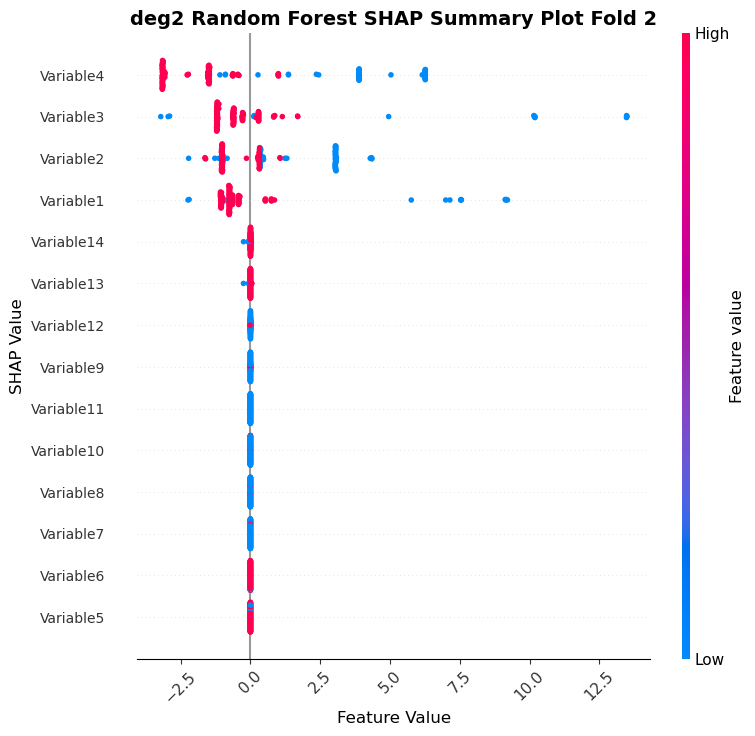 deg2 Random Forest SHAP Summary Plot Fold 2
High
Variable4
Variable3
Variable2
Variable1
Variable14
Variable13
Variable12
Variable9
Variable11
Variable10
Variable8
Variable7
Variable6
Variable5
SHAP Value
Feature value
Low
−2.5
0.0
2.5
5.0
7.5
10.0
12.5
Feature Value